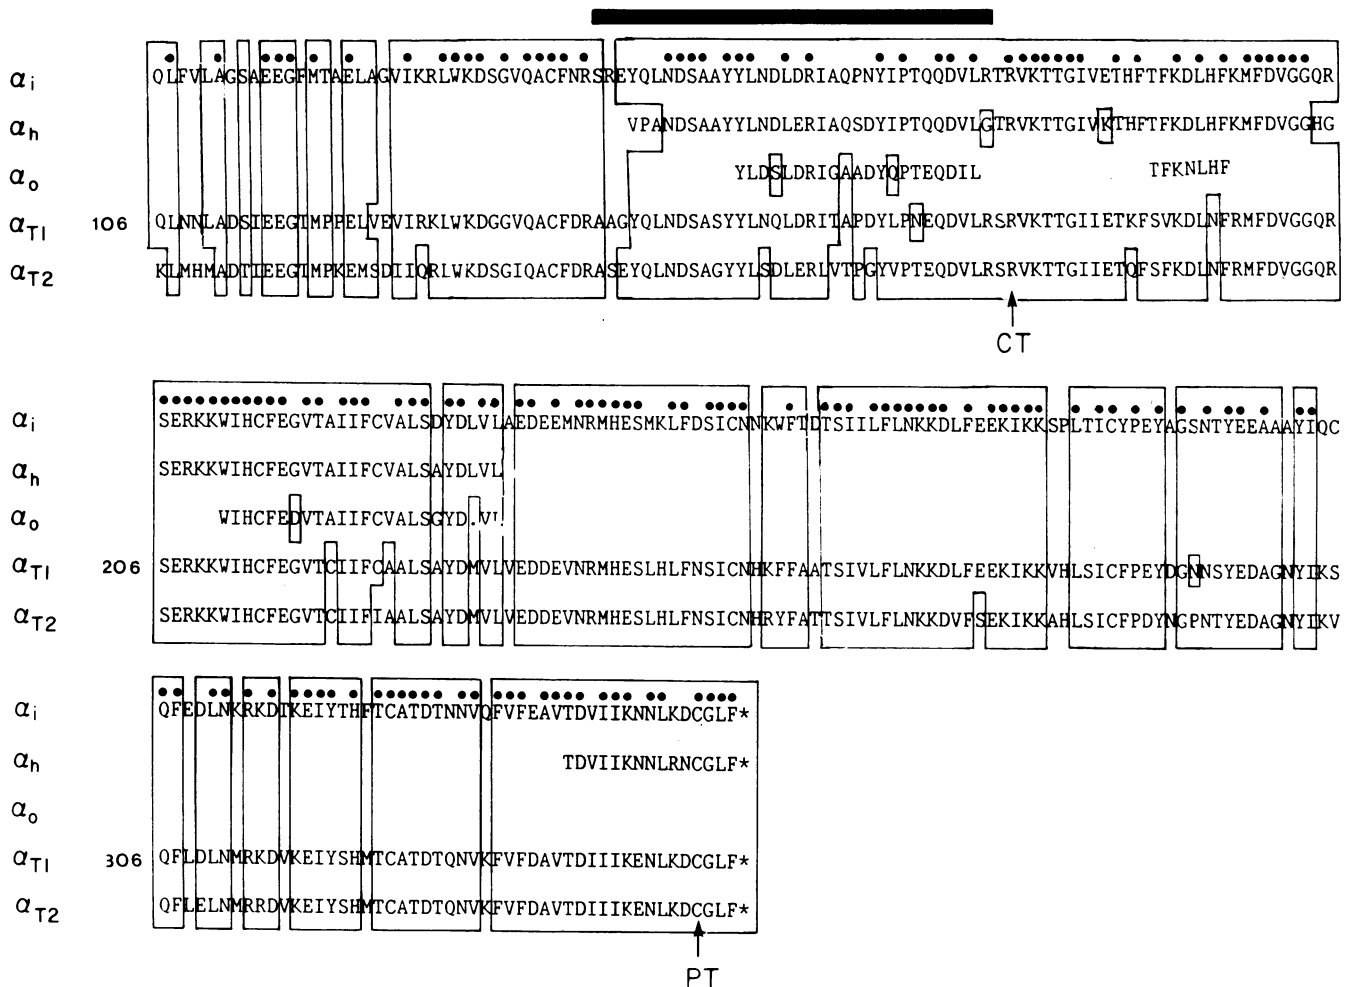 αi QLFVLAGSAEEGFMTAELAGVIKRLWKDSGVQACFNRSREYQLNDSAAYYLNDLDRIAQPNYIPTQQDVLRTRVKTTGIVETHFTFKDLHFKMFDVGGQR
αh VPANDSAAYYLNDLERIAQSDYIPTQQDVLGTRVKTTGIVKTHFTFKDLHFKMFDVGGHG
αo YLDSLDRIGAADYQPTEQDIL TFKNLHF
αT1 106 QLNNLADSIEEGTMPPELVEVIRKLWKDGGVQACFDRAAGYQLNDSASYYLNQLDRITAPDYLPNEQDVLRSRVKTTGIIETKFSVKDLNFRMFDVGGQR
αT2 KLMHMADTIEEGTMPKEMSDIIQRLWKDSGIQACFDRASEYQLNDSAGYYLSDLERLVTPGYVPTEQDVLRSRVKTTGIIETQFSFKDLNFRMFDVGGQR
CT
αi SERKKWIHCFEGVTAIIFCVALSDYDLVLAEDEEMNRMHESMKLFDSICNNKWFTDTSIILFLNKKDLFEEKIKKSPLTICYPEYAGSNTYEEAAAYIQC
αh SERKKWIHCFEGVTAIIFCVALSAYDLVL
αo WIHCFEDVTAIIFCVALSGYD.VL
αT1 206 SERKKWIHCFEGVTCIIFCAALSAYDMVLVEDDEVNRMHESLHLFNSICNHKFFAATSIVLFLNKKDLFEEKIKKVHLSICFPEYDGNNSYEDAGNYIKS
αT2 SERKKWIHCFEGVTCIIFIAALSAYDMVLVEDDEVNRMHESLHLFNSICNHRYFATTSIVLFLNKKDVFSEKIKKAHLSICFPDYNGPNTYEDAGNYIKV
αi QFEDLNKRKDTKEIYTHFTCATDTNNVQFVFEAVTDVIIKNNLKDCGLF*
αh TDVIIKNNLRNCGLF*
αo
αT1 306 QFLDLNMRKDVKEIYSHMTCATDTQNVKFVFDAVTDIIIKENLKDCGLF*
αT2 QFLELNMRRDVKEIYSHMTCATDTQNVKFVFDAVTDIIIKENLKDCGLF*
PT